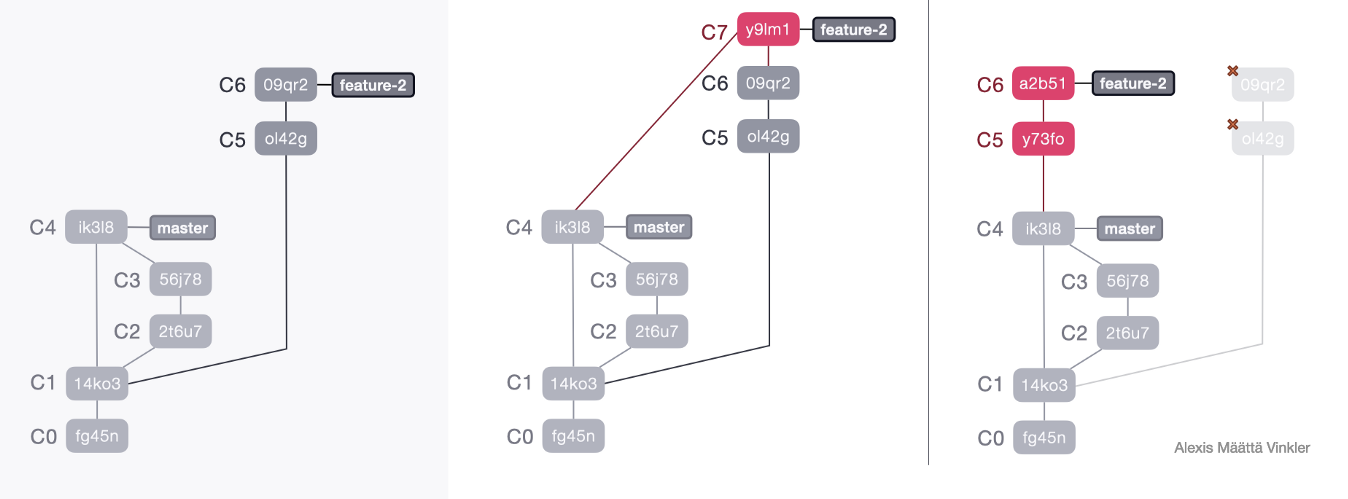 C6 09qr2 feature-2
C5 ol42g
C4 ik3l8 master
C3 56j78
C2 2t6u7
C1 14ko3
C0 fg45n
C7 y9lm1 feature-2
C6 09qr2
C5 ol42g
C4 ik3l8 master
C3 56j78
C2 2t6u7
C1 14ko3
C0 fg45n
C6 a2b51 feature-2 09qr2
C5 y73fo ol42g
C4 ik3l8 master
C3 56j78
C2 2t6u7
C1 14ko3
C0 fg45n
Alexis Määttä Vinkler